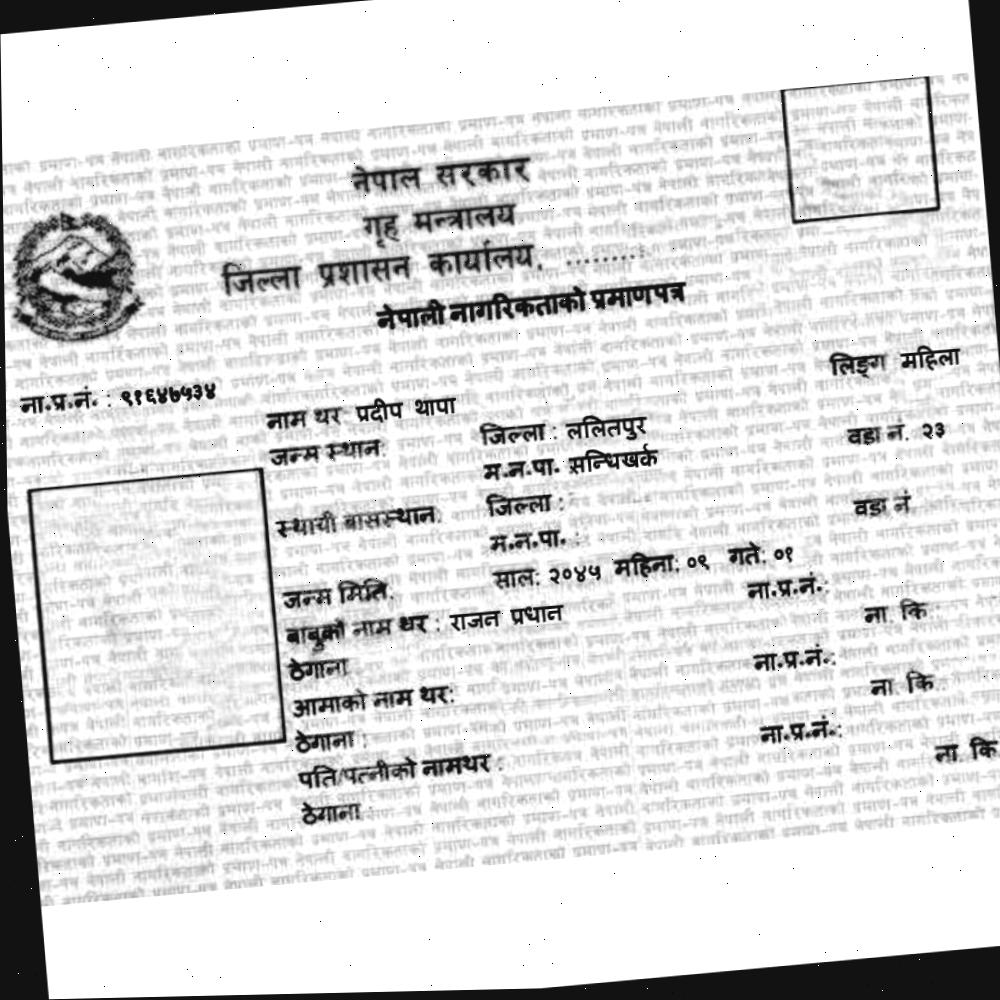 नेपाल सरकार
गृह मन्त्रालय
जिल्ला प्रशासन कार्यालय, .........
नेपाली नागरिकताको प्रमाणपत्र
लिङ्ग महिला
ना.प्र.नं. : ९१६४७५३४
नाम थर प्रदीप थापा
जन्म स्थान: जिल्ला : ललितपुर वडा नं. २३
म.न.पा. सन्धिखर्क
स्थायी बासस्थान: जिल्ला : वडा नं
म.न.पा. :
जन्म मिति: साल: २०४५ महिना: ०९ गते: ०१
बाबुको नाम थर : राजन प्रधान ना.प्र.नं.:
ठेगाना ना. कि.:
आमाको नाम थर: ना.प्र.नं.:
ठेगाना : ना. कि
पति/पत्नीको नामथर : ना.प्र.नं.:
ठेगाना ना. कि